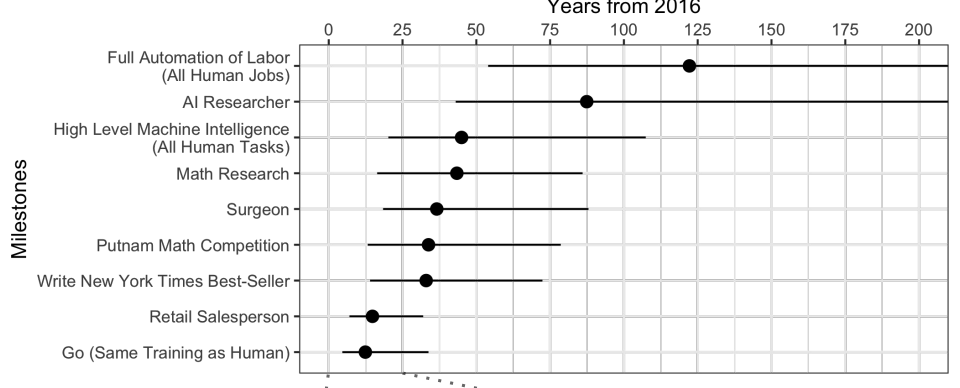 Years from 2016
0 25 50 75 100 125 150 175 200
Full Automation of Labor
(All Human Jobs)
AI Researcher
High Level Machine Intelligence
(All Human Tasks)
Math Research
Surgeon
Putnam Math Competition
Write New York Times Best-Seller
Retail Salesperson
Go (Same Training as Human)
Milestones